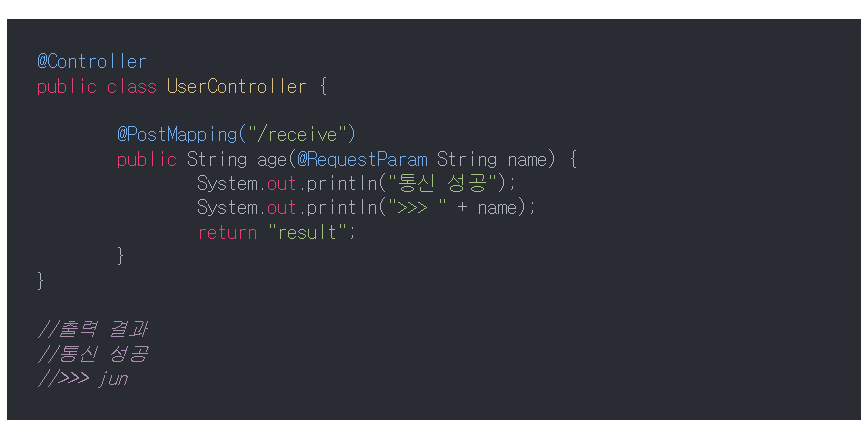 @Controller
public class UserController {
@PostMapping("/receive")
public String age(@RequestParam String name) {
System.out.println("통신 성공");
System.out.println(">>> " + name);
return "result";
}
}
//출력 결과
//통신 성공
//>>> jun